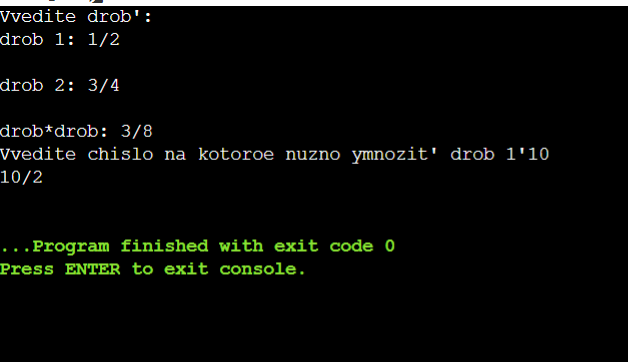 Vvedite drob':
drob 1: 1/2
drob 2: 3/4
drob*drob: 3/8
Vvedite chislo na kotoroe nuzno ymnozit' drob 1'10
10/2
...Program finished with exit code 0
Press ENTER to exit console.